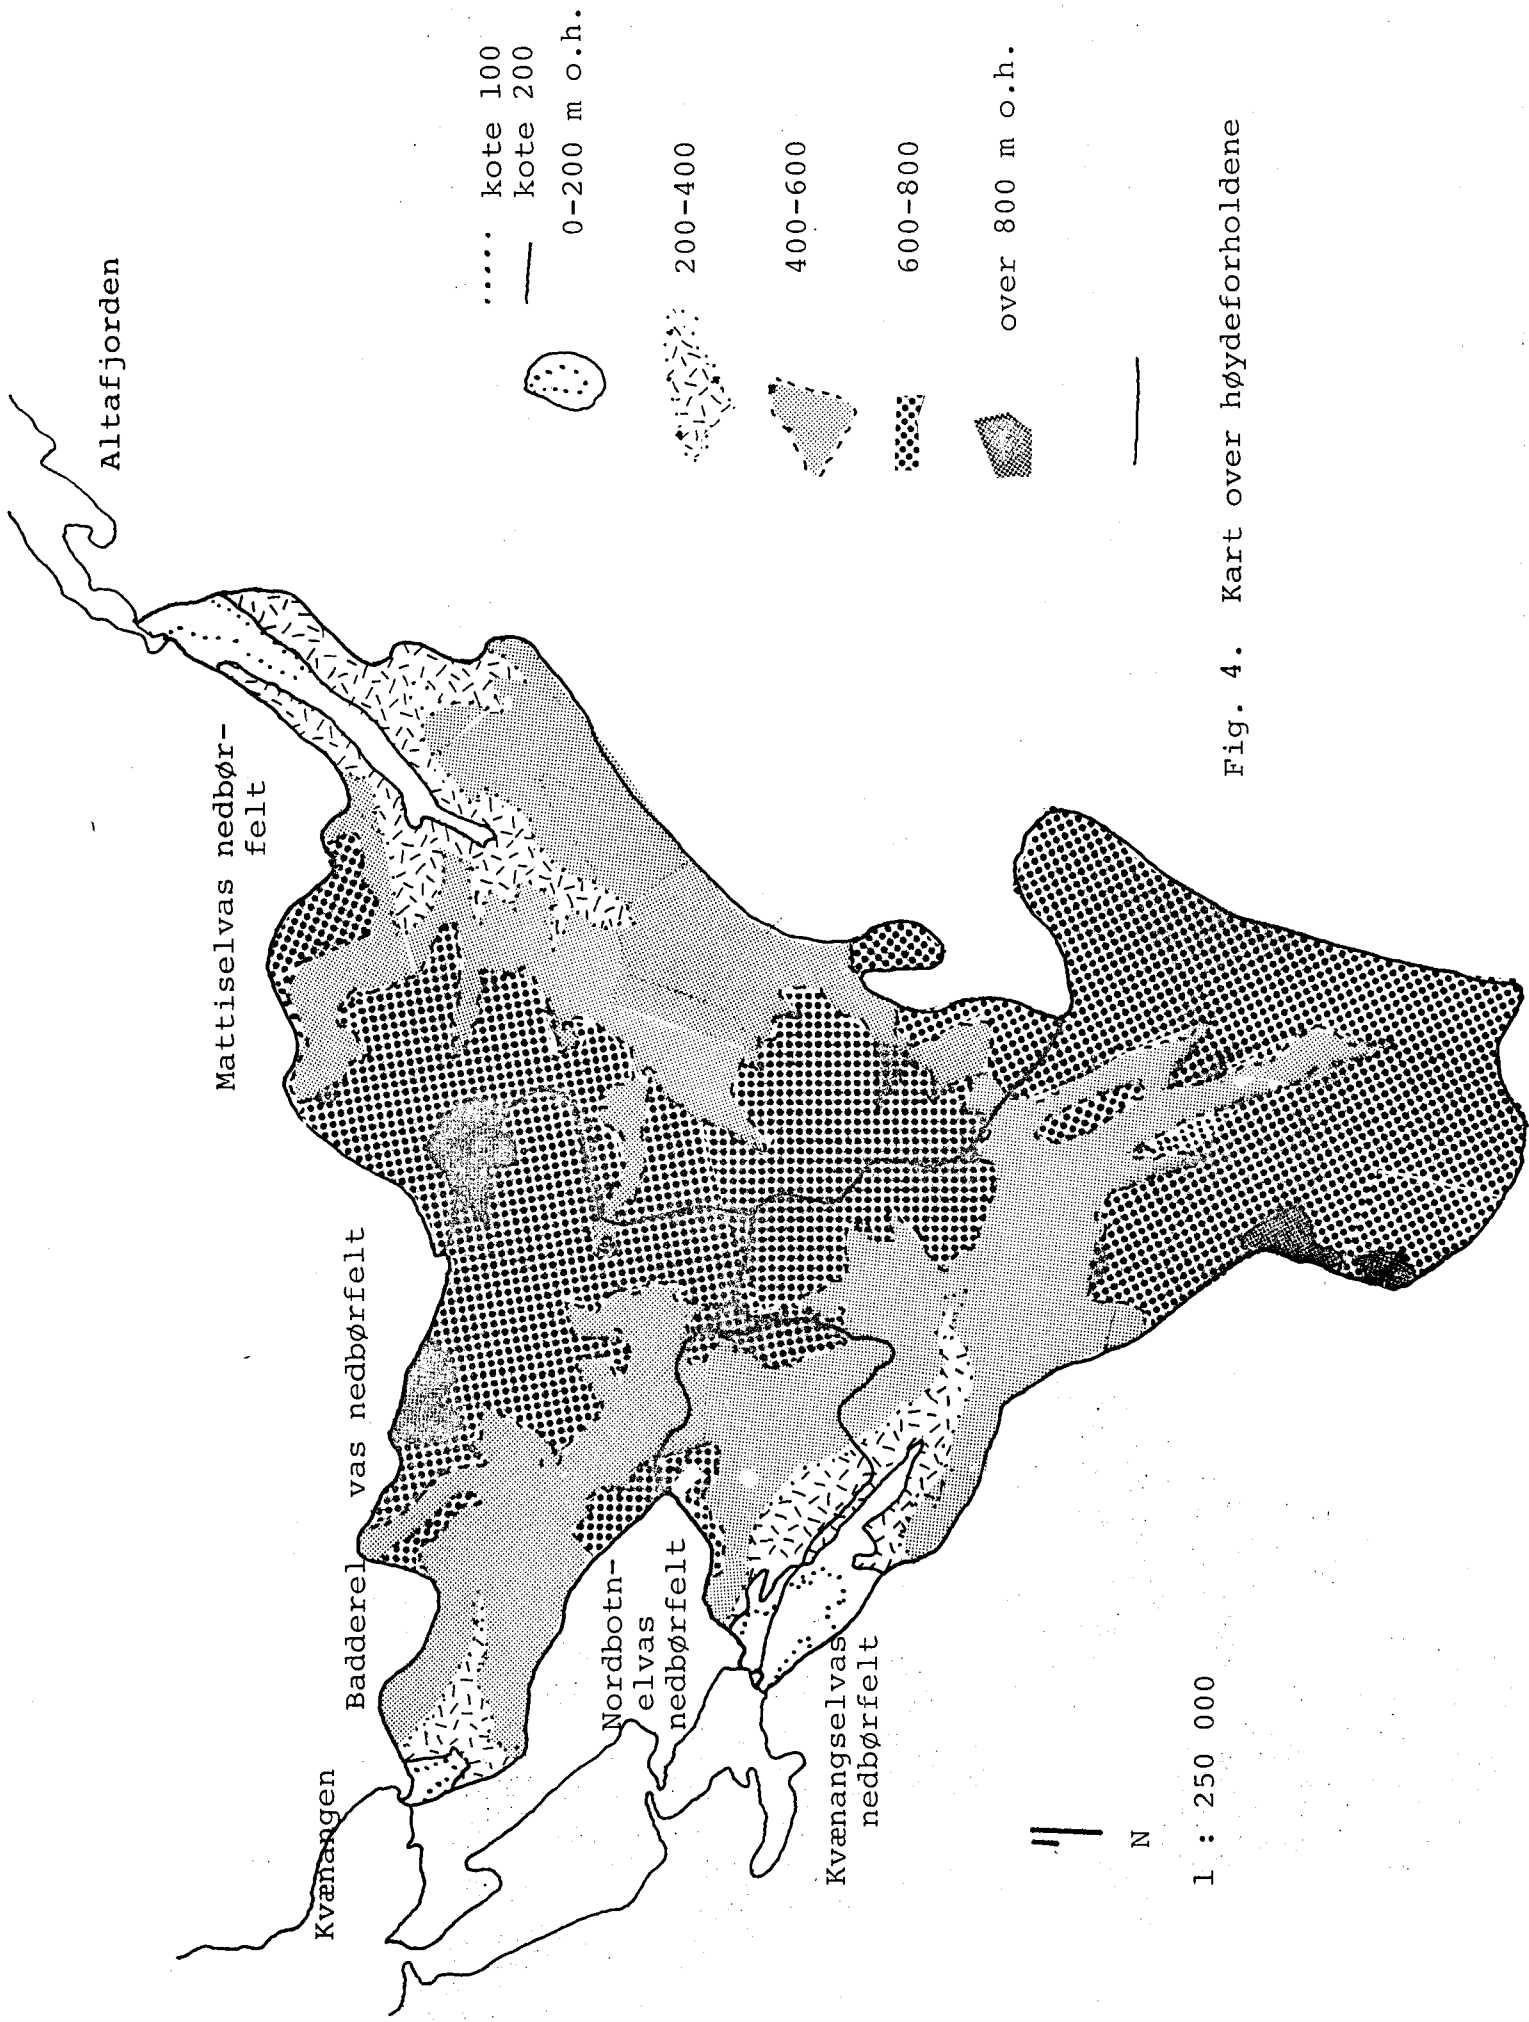 Altafjorden
Mattiselvas nedbør-
felt
Badderel vas nedbørfelt
Kvænangen
Nordbotn-
elvas
nedbørfelt
Kvænangselvas
nedbørfelt
kote 100
kote 200
0-200 m o.h.
200-400
400-600
600-800
over 800 m o.h.
N
1 : 250 000
Fig. 4. Kart over høydeforholdene